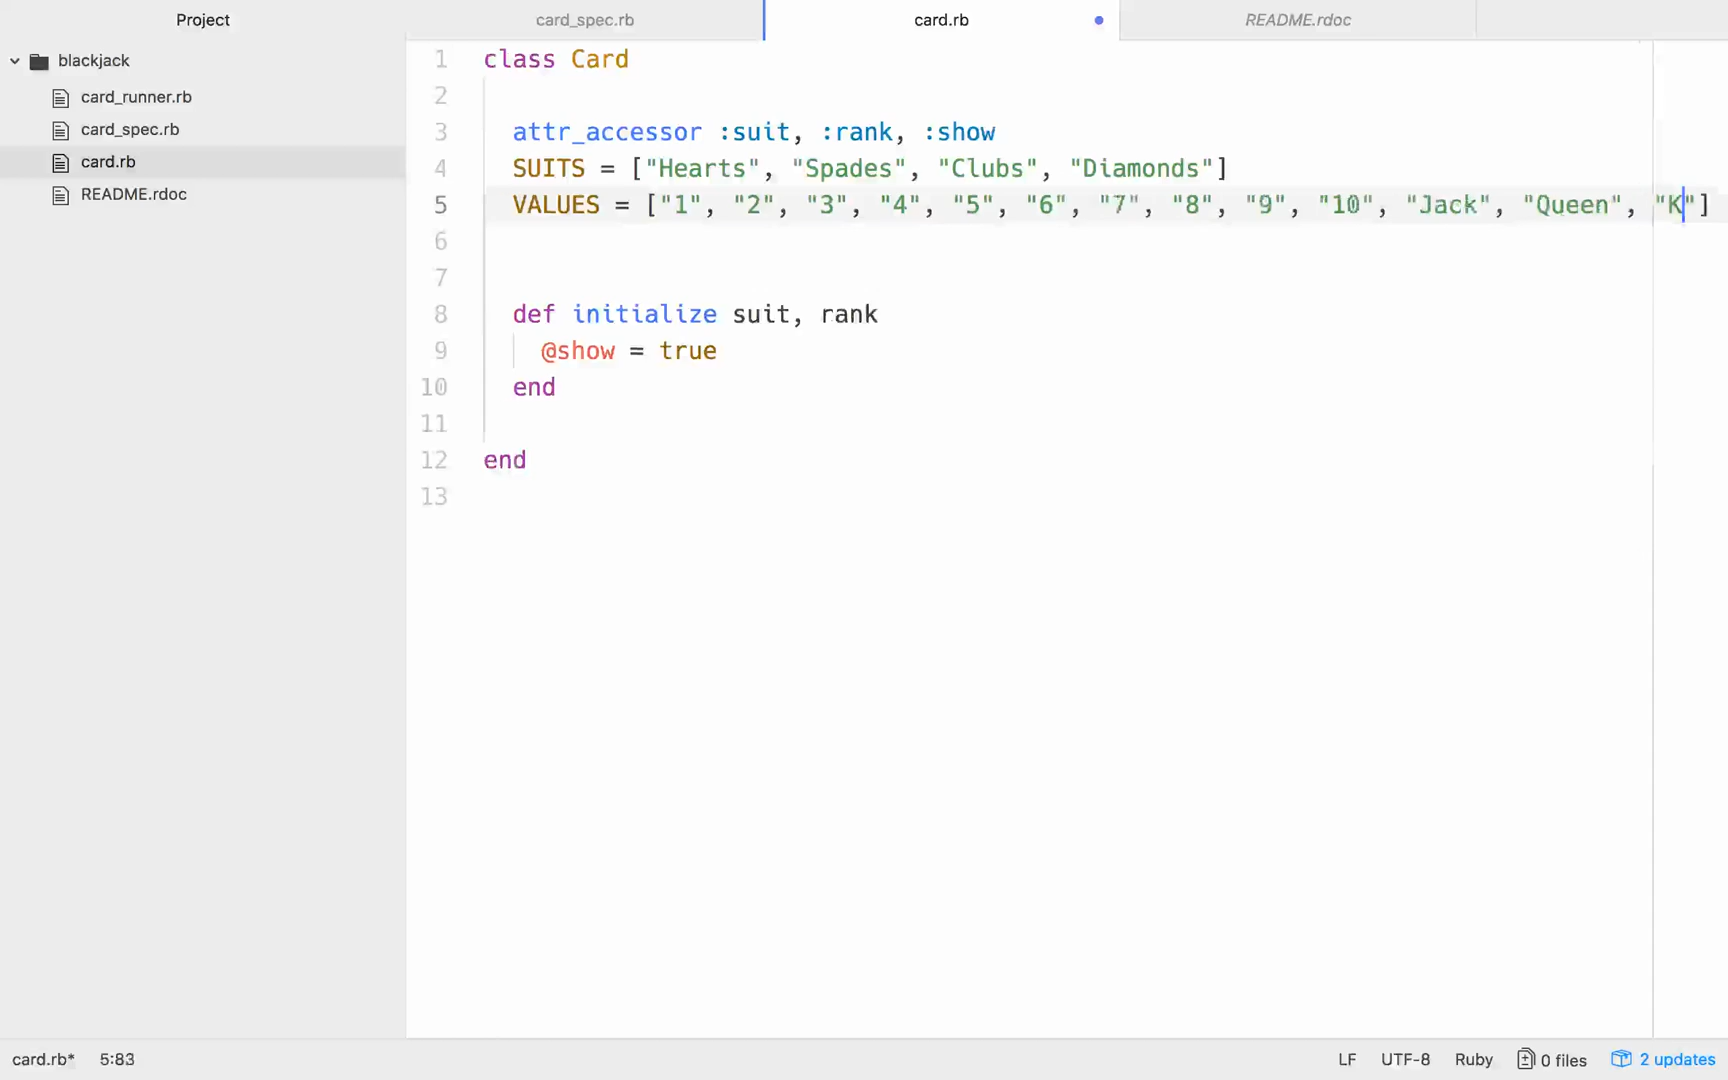 Project
card_spec.rb
card.rb
README.rdoc
blackjack
card_runner.rb
card_spec.rb
card.rb
README.rdoc
1 class Card
2
3 attr_accessor :suit, :rank, :show
4 SUITS = ["Hearts", "Spades", "Clubs", "Diamonds"]
5 VALUES = ["1", "2", "3", "4", "5", "6", "7", "8", "9", "10", "Jack", "Queen", "K"]
6
7
8 def initialize suit, rank
9 @show = true
10 end
11
12 end
13
card.rb* 5:83 LF UTF-8 Ruby 0 files 2 updates